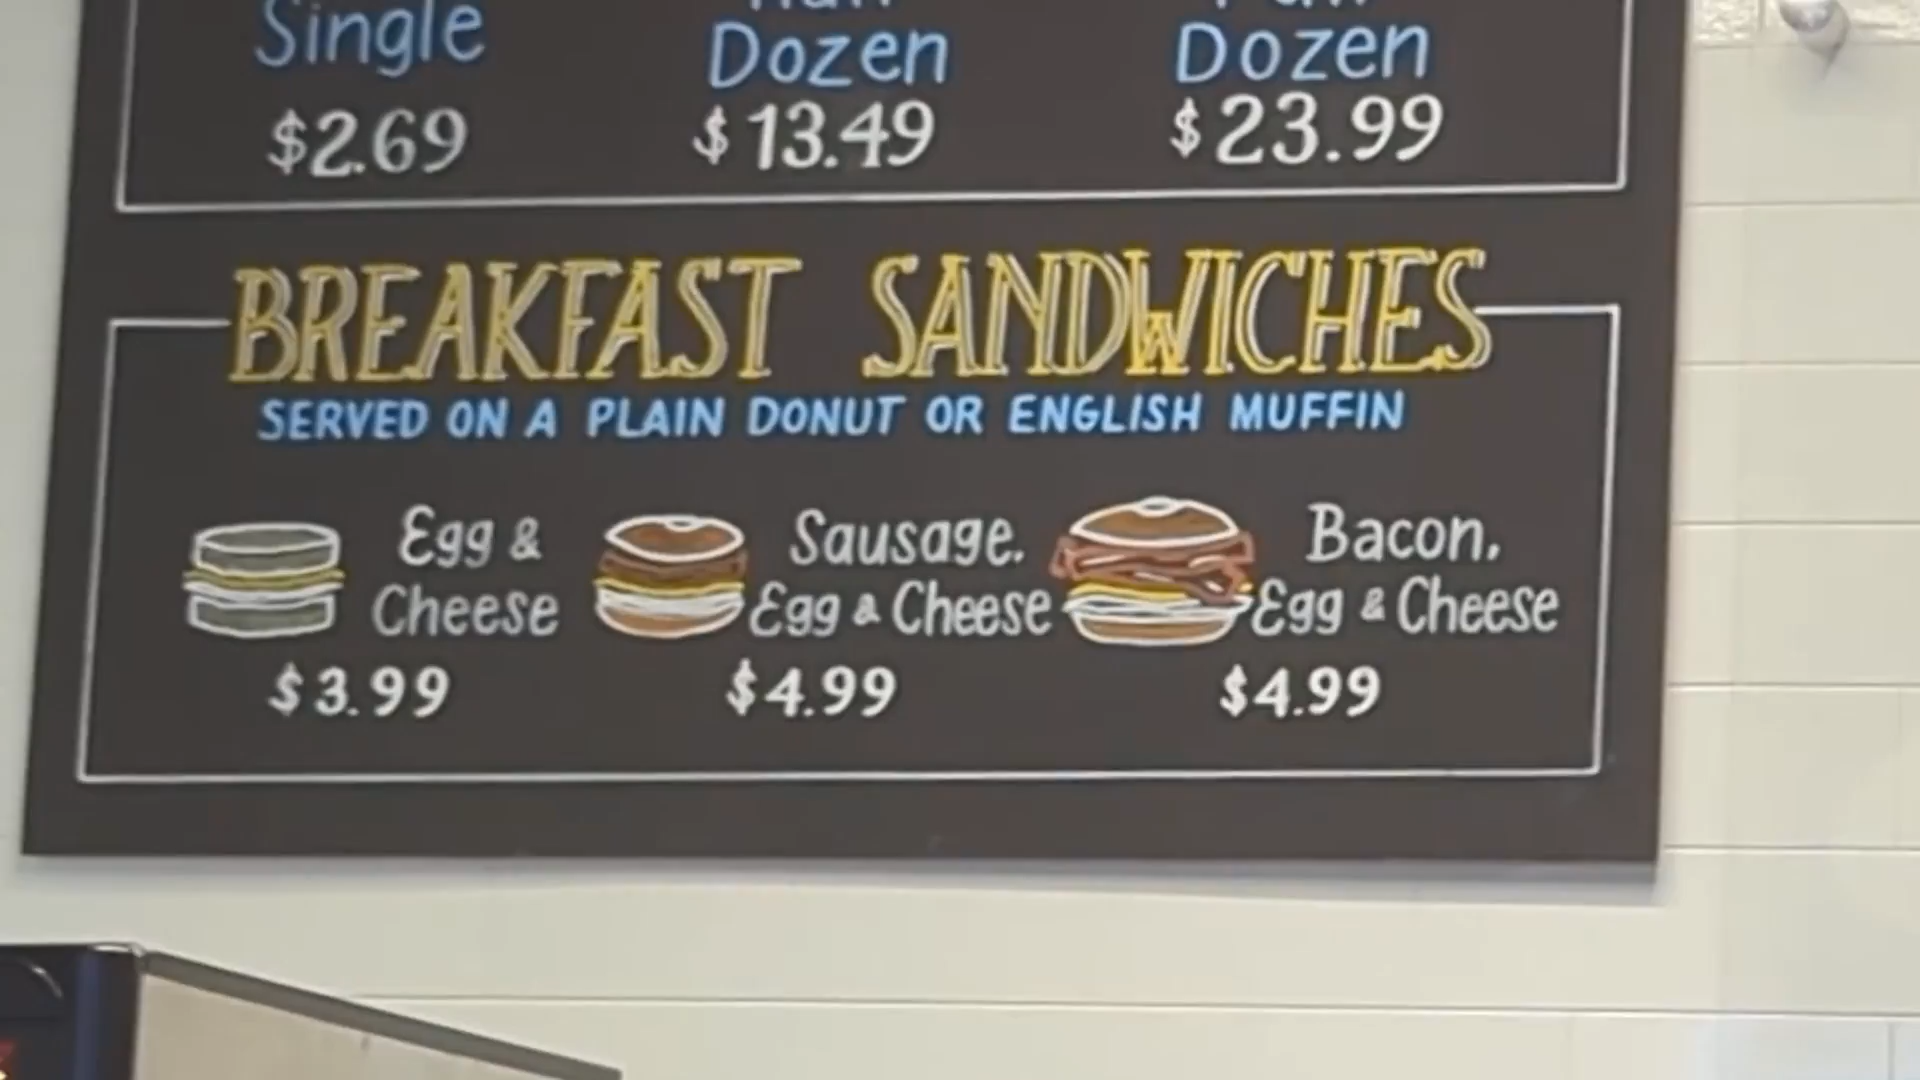 Single
Dozen
Dozen
$2.69
$13.49
$23.99
BREAKFAST SANDWICHES
SERVED ON A PLAIN DONUT OR ENGLISH MUFFIN
Egg &
Cheese
$3.99
Sausage,
Egg & Cheese
$4.99
Bacon,
Egg & Cheese
$4.99